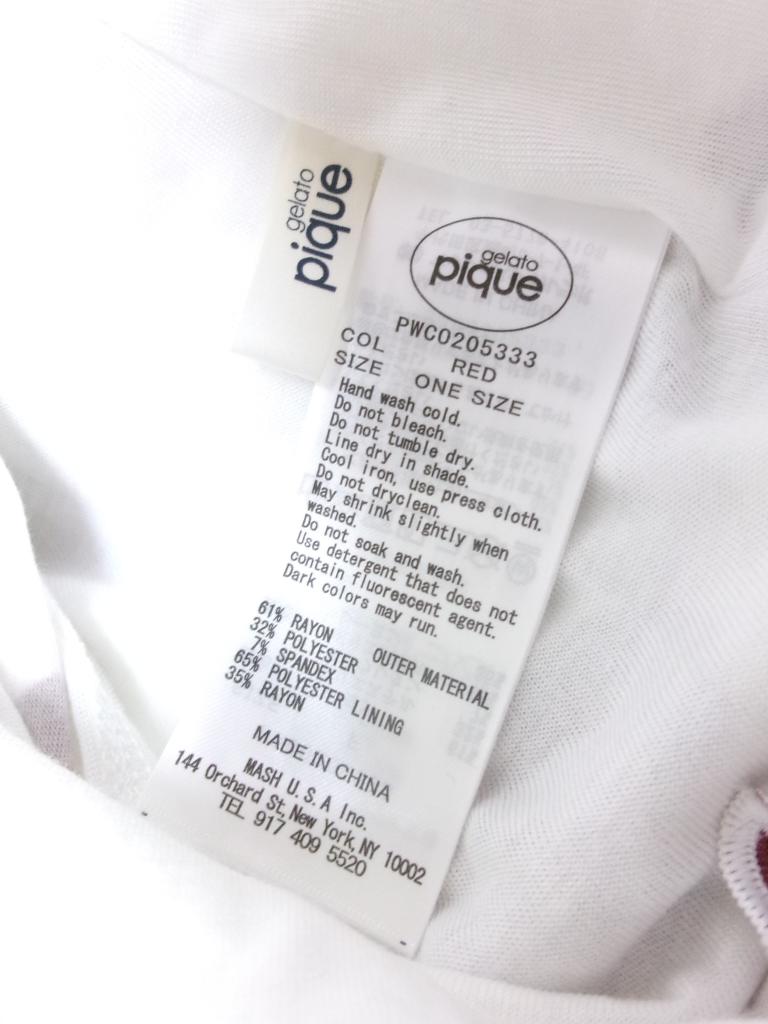 gelato
pique
gelato
pique
PWC0205333
COL RED
SIZE ONE SIZE
Hand wash cold.
Do not bleach.
Do not tumble dry.
Line dry in shade.
Cool iron, use press cloth.
Do not dryclean.
May shrink slightly when
washed.
Do not soak and wash.
Use detergent that does not
contain fluorescent agent.
Dark colors may run.
61% RAYON
32% POLYESTER OUTER MATERIAL
7% SPANDEX
65% POLYESTER LINING
35% RAYON
MADE IN CHINA
MASH U.S.A Inc.
144 Orchard St, New York, NY 10002
TEL 917 409 5520